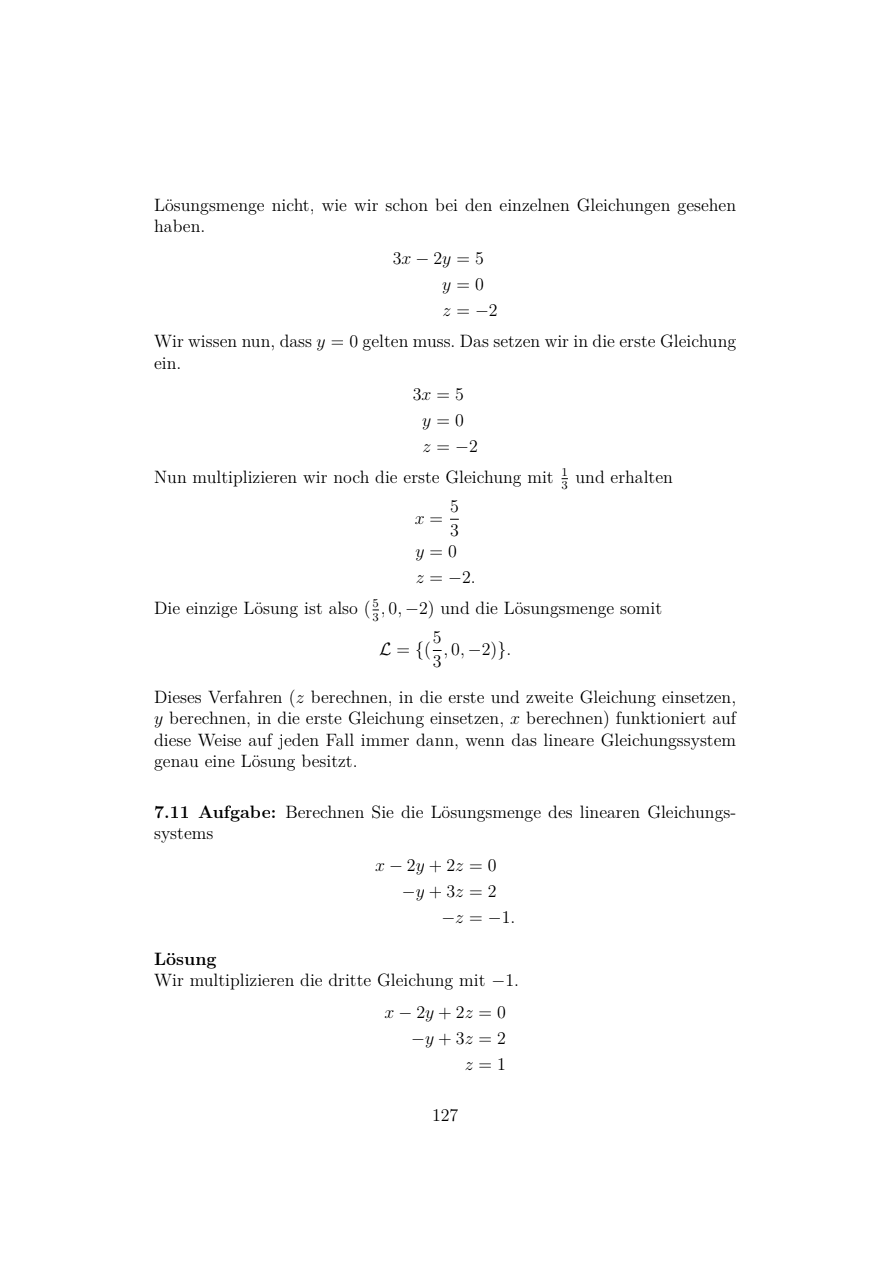 Lösungsmenge nicht, wie wir schon bei den einzelnen Gleichungen gesehen
haben.
3x − 2y = 5
y = 0
z = −2
Wir wissen nun, dass y = 0 gelten muss. Das setzen wir in die erste Gleichung
ein.
3x = 5
y = 0
z = −2
Nun multiplizieren wir noch die erste Gleichung mit 1/3 und erhalten
x = 5/3
y = 0
z = −2.
Die einzige Lösung ist also (5/3, 0, −2) und die Lösungsmenge somit
ℒ = {(5/3, 0, −2)}.
Dieses Verfahren (z berechnen, in die erste und zweite Gleichung einsetzen,
y berechnen, in die erste Gleichung einsetzen, x berechnen) funktioniert auf
diese Weise auf jeden Fall immer dann, wenn das lineare Gleichungssystem
genau eine Lösung besitzt.
7.11 Aufgabe: Berechnen Sie die Lösungsmenge des linearen Gleichungs-
systems
x − 2y + 2z = 0
−y + 3z = 2
−z = −1.
Lösung
Wir multiplizieren die dritte Gleichung mit −1.
x − 2y + 2z = 0
−y + 3z = 2
z = 1
127